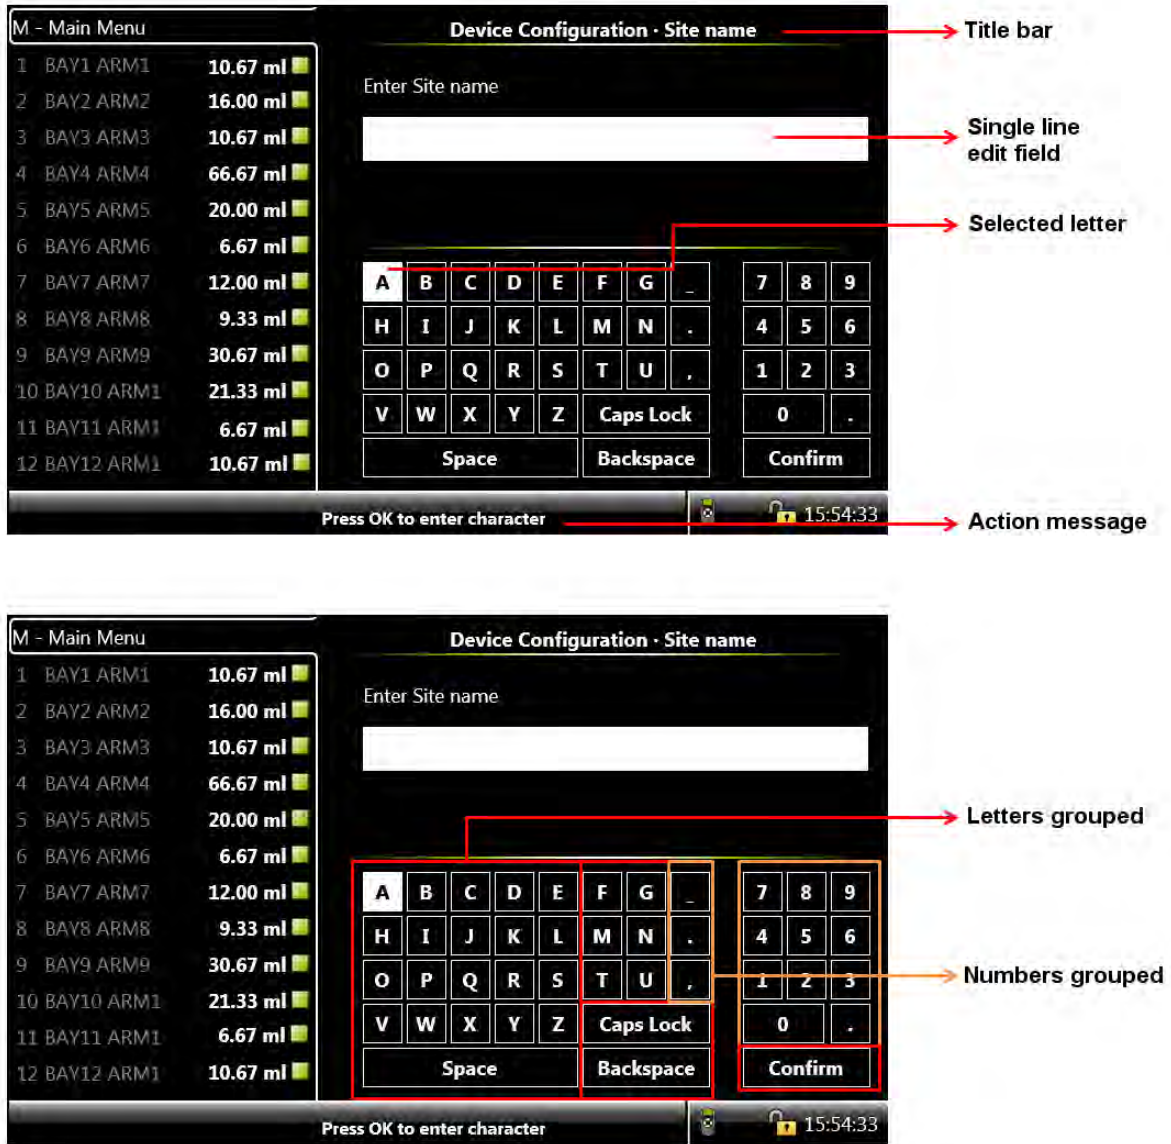 M - Main Menu
Device Configuration · Site name
Title bar
1 BAY1 ARM1 10.67 ml
2 BAY2 ARM2 16.00 ml
3 BAY3 ARM3 10.67 ml
4 BAY4 ARM4 66.67 ml
5 BAY5 ARM5 20.00 ml
6 BAY6 ARM6 6.67 ml
7 BAY7 ARM7 12.00 ml
8 BAY8 ARM8 9.33 ml
9 BAY9 ARM9 30.67 ml
10 BAY10 ARM1 21.33 ml
11 BAY11 ARM1 6.67 ml
12 BAY12 ARM1 10.67 ml
Enter Site name
Single line
edit field
Selected letter
A B C D E F G _ 7 8 9
H I J K L M N . 4 5 6
O P Q R S T U , 1 2 3
V W X Y Z Caps Lock 0 .
Space Backspace Confirm
Press OK to enter character
15:54:33
Action message
M - Main Menu
Device Configuration · Site name
1 BAY1 ARM1 10.67 ml
2 BAY2 ARM2 16.00 ml
3 BAY3 ARM3 10.67 ml
4 BAY4 ARM4 66.67 ml
5 BAY5 ARM5 20.00 ml
6 BAY6 ARM6 6.67 ml
7 BAY7 ARM7 12.00 ml
8 BAY8 ARM8 9.33 ml
9 BAY9 ARM9 30.67 ml
10 BAY10 ARM1 21.33 ml
11 BAY11 ARM1 6.67 ml
12 BAY12 ARM1 10.67 ml
Enter Site name
Letters grouped
A B C D E F G _ 7 8 9
H I J K L M N . 4 5 6
O P Q R S T U , 1 2 3
Numbers grouped
V W X Y Z Caps Lock 0 .
Space Backspace Confirm
Press OK to enter character
15:54:33